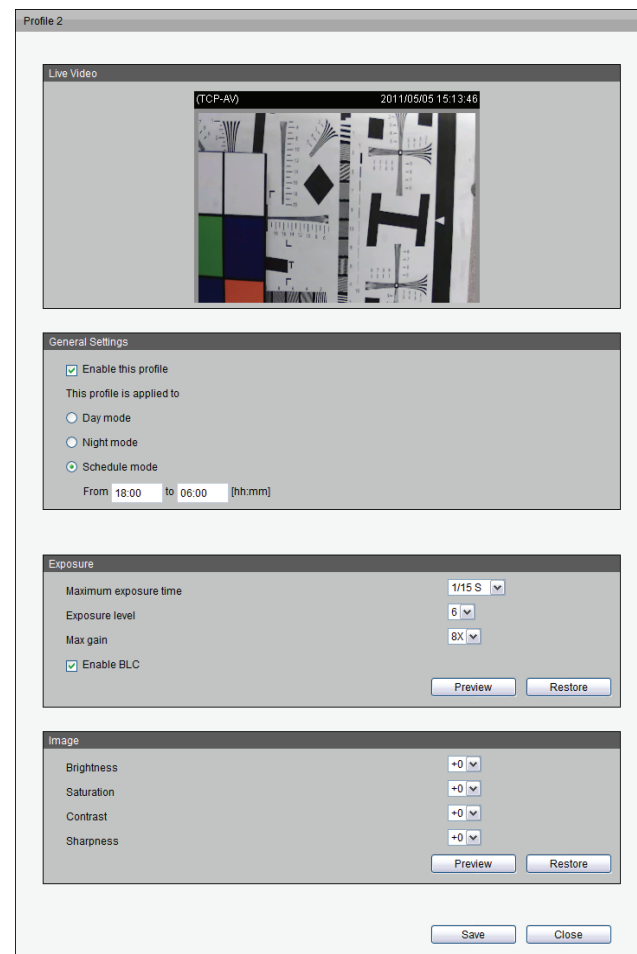 Profile 2
Live Video
(TCP-AV) 2011/05/05 15:13:46
General Settings
Enable this profile
This profile is applied to
Day mode
Night mode
Schedule mode
From 18:00 to 06:00 [hh:mm]
Exposure
Maximum exposure time 1/15 S
Exposure level 6
Max gain 8X
Enable BLC
Preview Restore
Image
Brightness +0
Saturation +0
Contrast +0
Sharpness +0
Preview Restore
Save Close